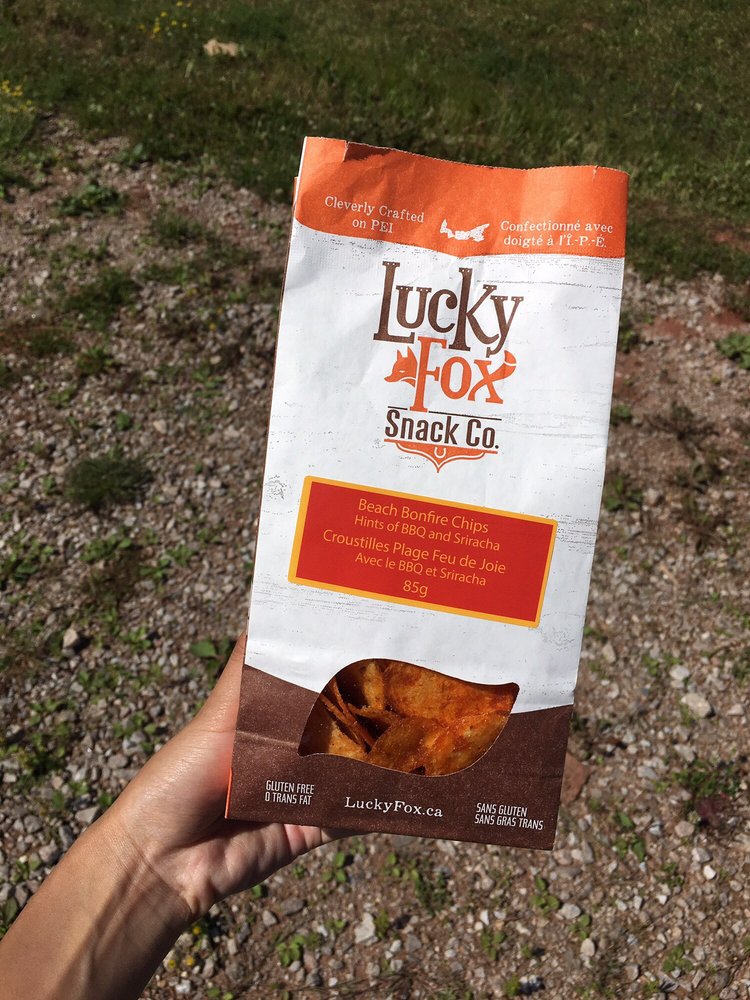 Cleverly Crafted
on PEI
Confectionné avec
doigté à l'Î.-P.-É.
Lucky
Fox
Snack Co.
Beach Bonfire Chips
Hints of BBQ and Sriracha
Croustilles Plage Feu de Joie
Avec le BBQ et Sriracha
85g
GLUTEN FREE
0 TRANS FAT
LuckyFox.ca
SANS GLUTEN
SANS GRAS TRANS